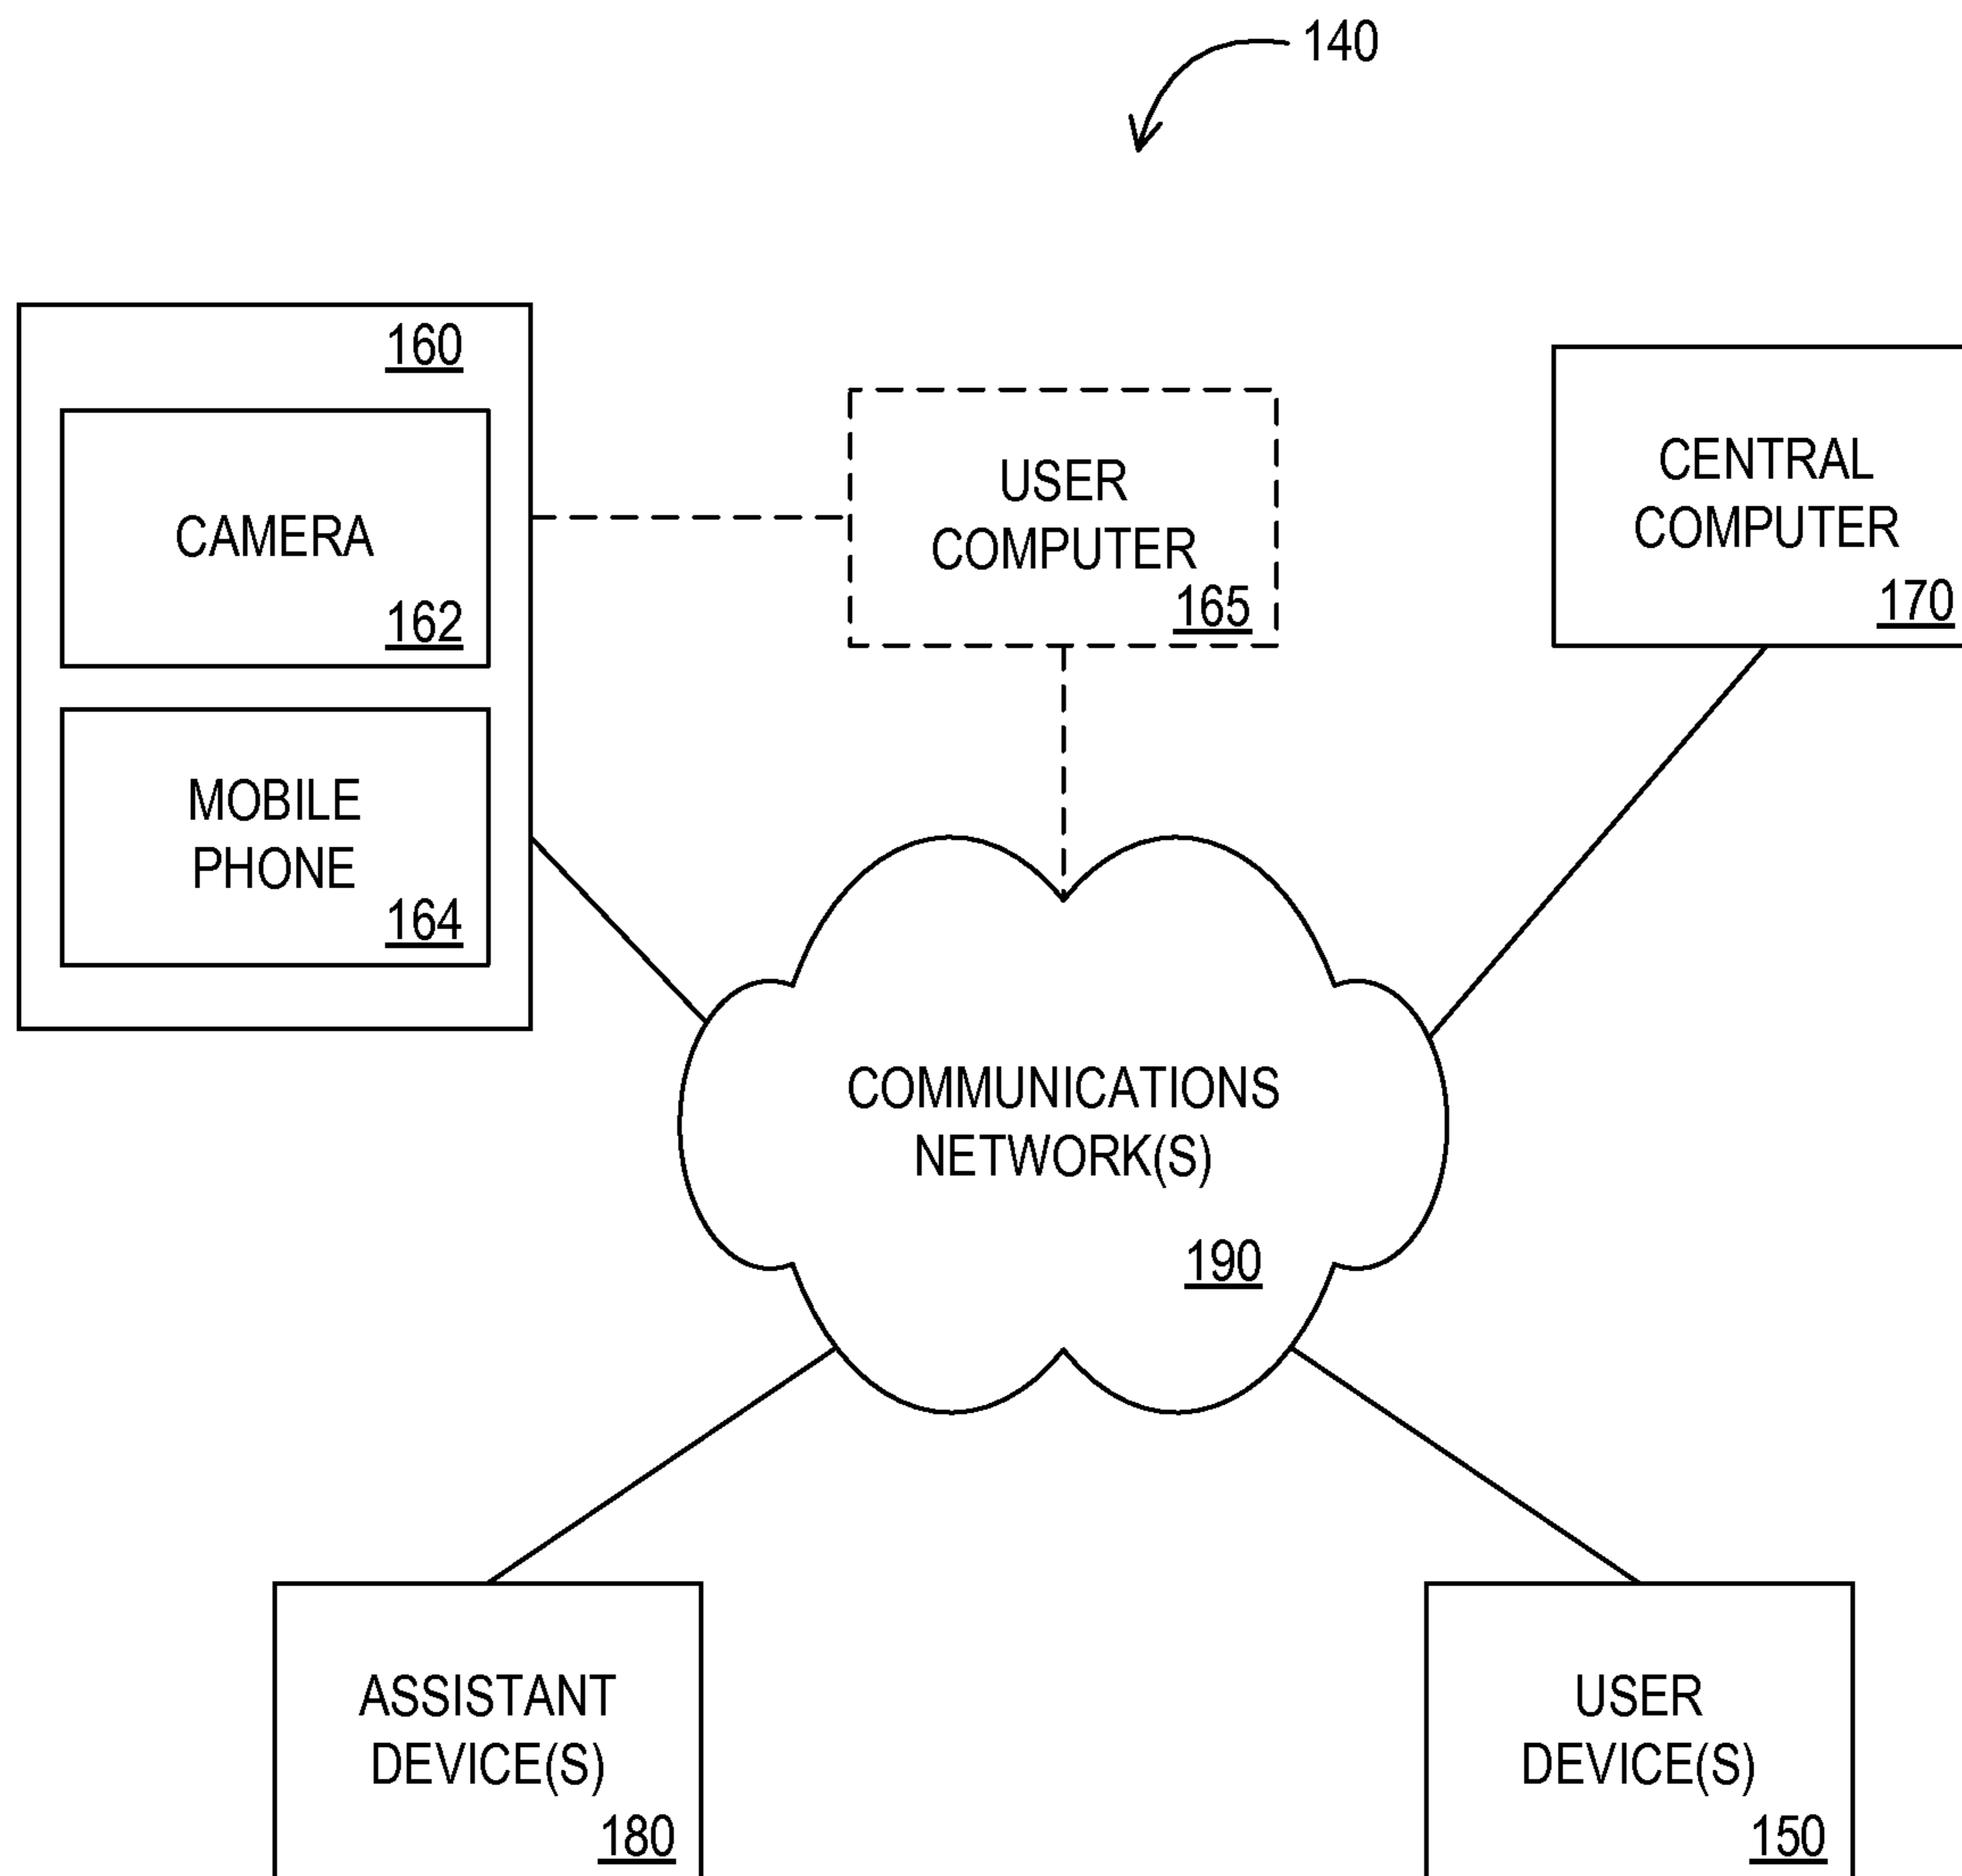 140
160
CAMERA
162
MOBILE
PHONE
164
USER
COMPUTER
165
CENTRAL
COMPUTER
170
COMMUNICATIONS
NETWORK(S)
190
ASSISTANT
DEVICE(S)
180
USER
DEVICE(S)
150